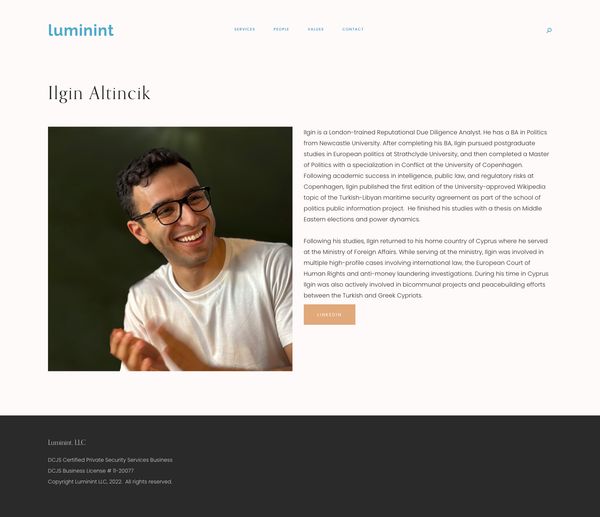 luminint
SERVICES PEOPLE VALUES CONTACT
Ilgin Altincik
Ilgin is a London-trained Reputational Due Diligence Analyst. He has a BA in Politics
from Newcastle University. After completing his BA, Ilgin pursued postgraduate
studies in European politics at Strathclyde University, and then completed a Master
of Politics with a specialization in Conflict at the University of Copenhagen.
Following academic success in intelligence, public law, and regulatory risks at
Copenhagen, Ilgin published the first edition of the University-approved Wikipedia
topic of the Turkish-Libyan maritime security agreement as part of the school of
politics public information project. He finished his studies with a thesis on Middle
Eastern elections and power dynamics.
Following his studies, Ilgin returned to his home country of Cyprus where he served
at the Ministry of Foreign Affairs. While serving at the ministry, Ilgin was involved in
multiple high-profile cases involving international law, the European Court of
Human Rights and anti-money laundering investigations. During his time in Cyprus
Ilgin was also actively involved in bicommunal projects and peacebuilding efforts
between the Turkish and Greek Cypriots.
LINKEDIN
Luminint, LLC
DCJS Certified Private Security Services Business
DCJS Business License # 11-20077
Copyright Luminint LLC, 2022. All rights reserved.